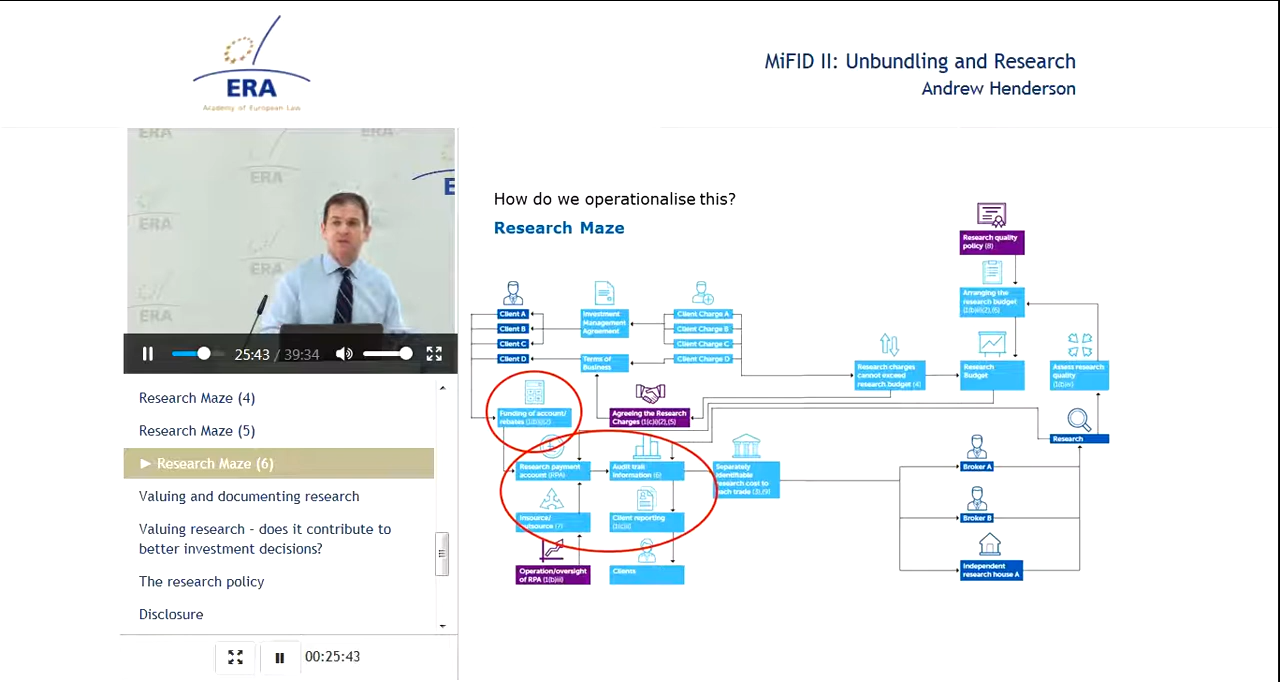 ERA
Academy of European Law
MiFID II: Unbundling and Research
Andrew Henderson
ERA
ERA
ERA
ERA
ERA
ERA
E
25:43 / 39:34
Research Maze (4)
Research Maze (5)
► Research Maze (6)
Valuing and documenting research
Valuing research - does it contribute to
better investment decisions?
The research policy
Disclosure
00:25:43
How do we operationalise this?
Research Maze
Research quality
policy (8)
Arranging the
research budget
Client A
Client B
Client C
Client D
Investment
Management
Agreement
Terms of
Business
Client Charge A
Client Charge B
Client Charge C
Client Charge D
Research charges
cannot exceed
research budget (4)
Research
Budget
Assess research
quality
Funding of account/
rebates
Agreeing the Research
Charges
Research
Research payment
account (RPA)
Audit trail
information (6)
Separately
identifiable
research cost to
each trade
Insource/
outsource (7)
Client reporting
Operation/oversight
of RPA
Clients
Broker A
Broker B
Independent
research house A